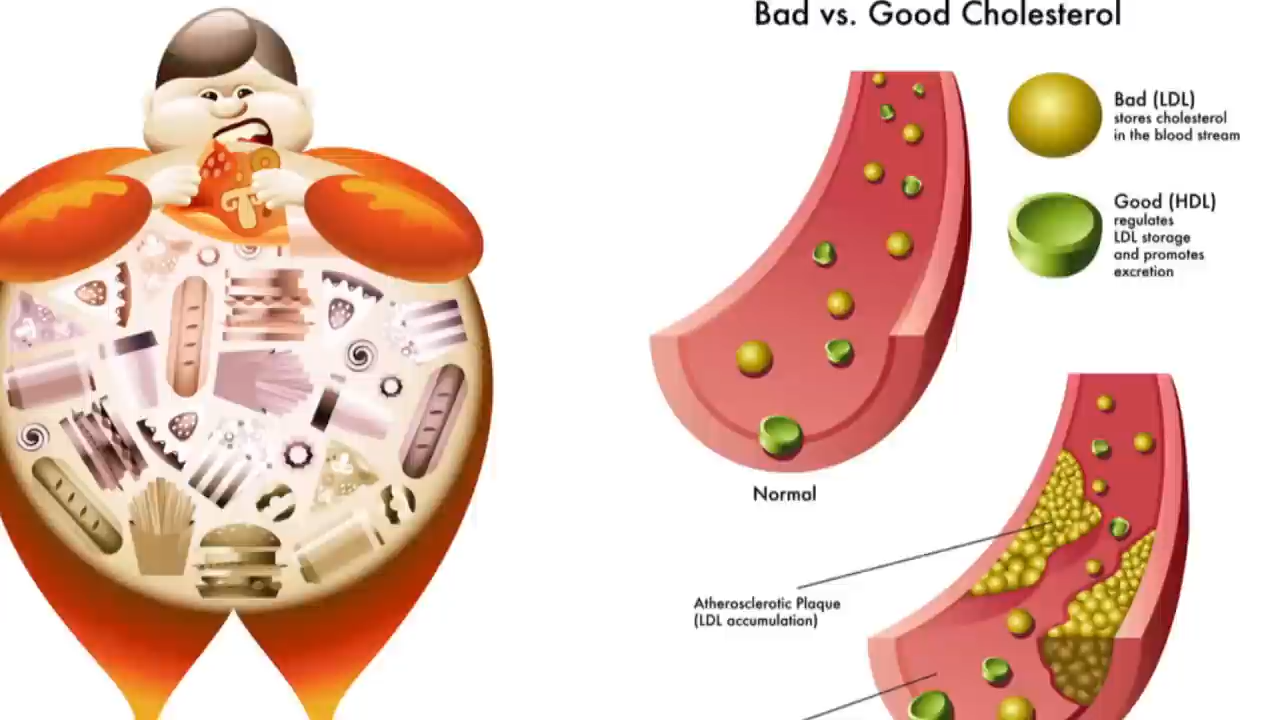 Bad vs. Good Cholesterol
Bad (LDL)
stores cholesterol
in the blood stream
Good (HDL)
regulates
LDL storage
and promotes
excretion
Normal
Atherosclerotic Plaque
(LDL accumulation)